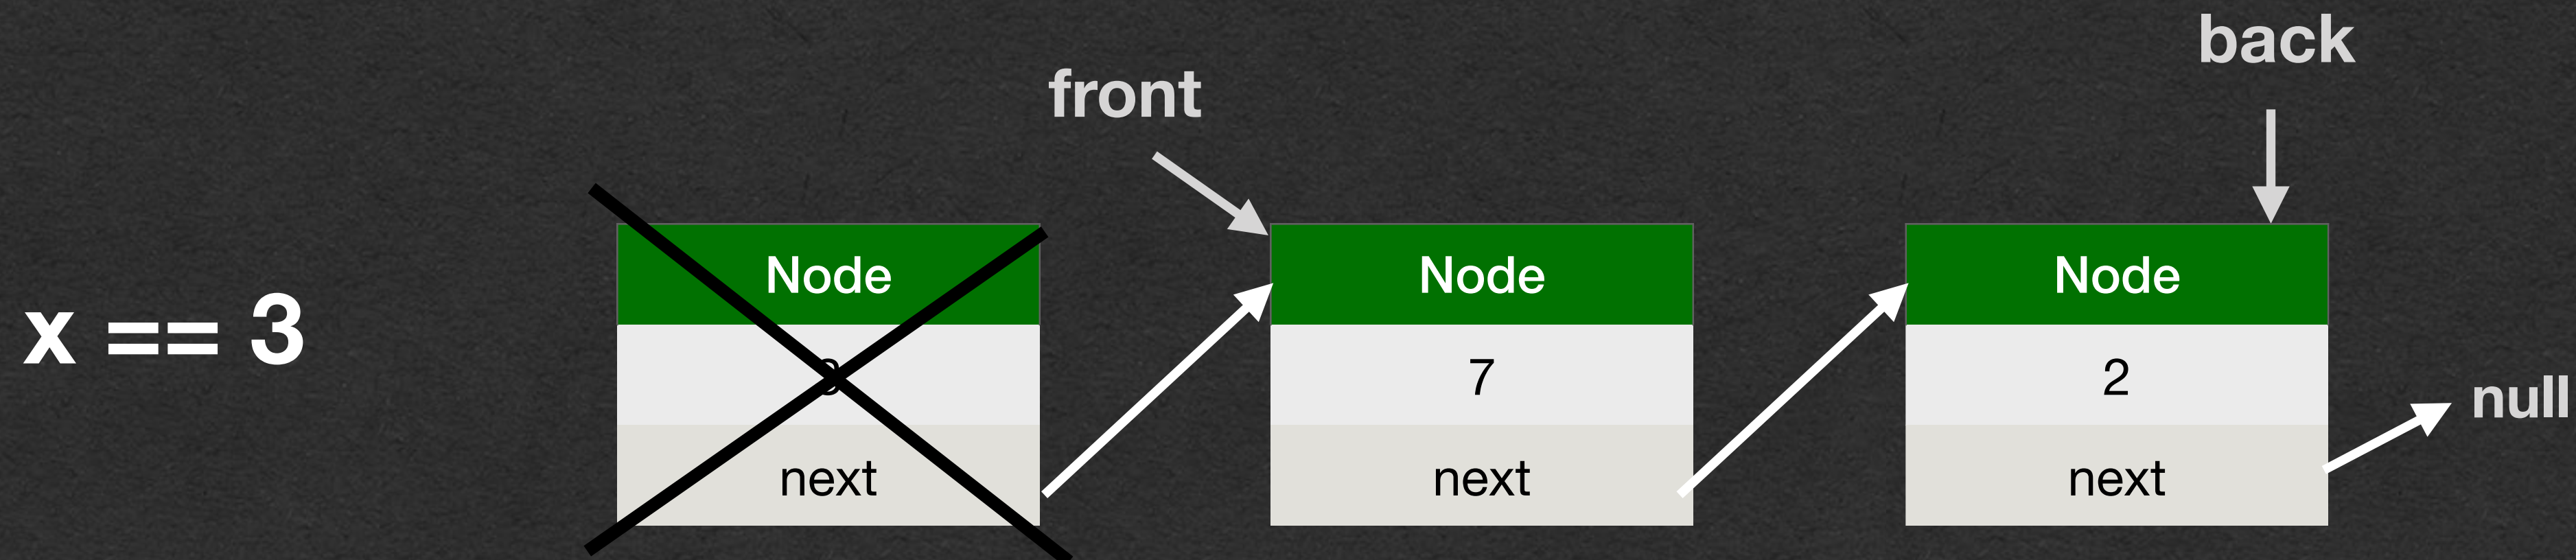 back
front
Node
Node
Node
x == 3
7
2
null
next
next
next